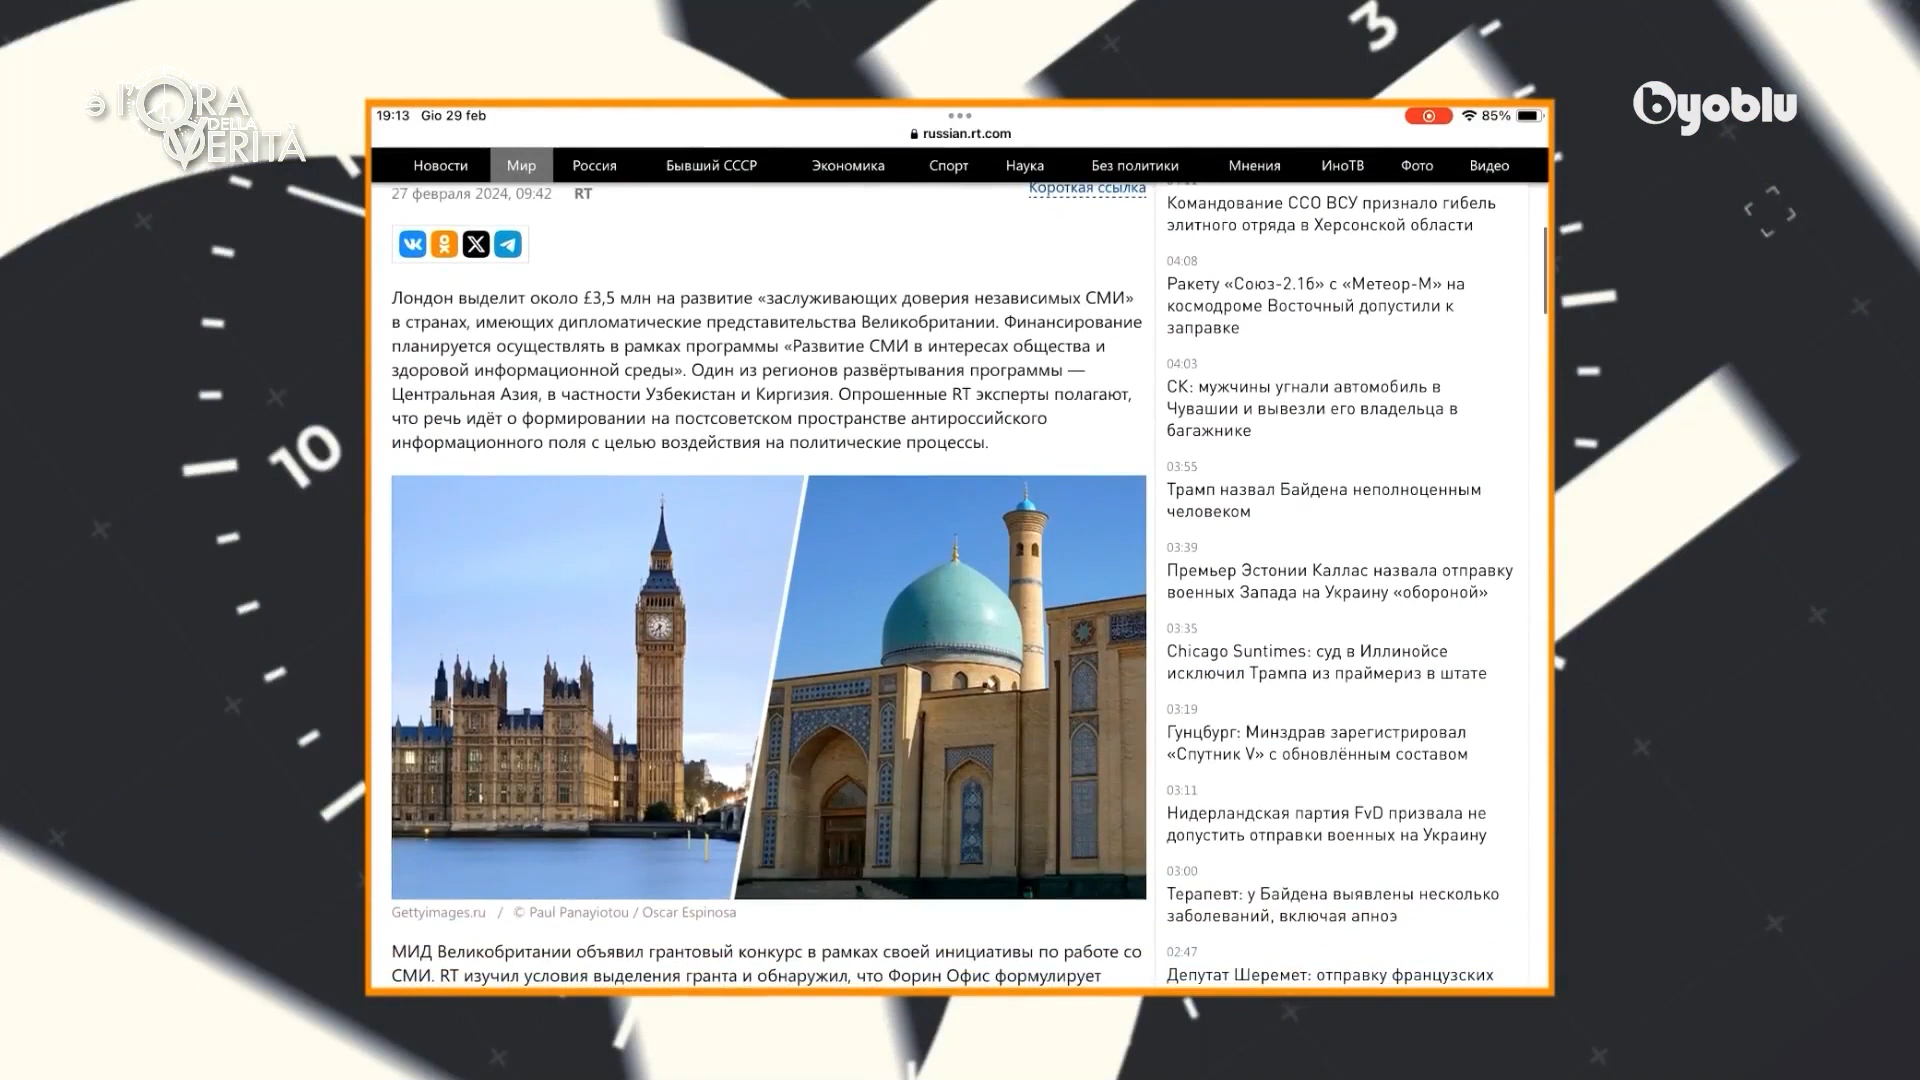 è l'ORA
DELLA
VERITÀ
byoblu
3
10
19:13 Gio 29 feb
85%
russian.rt.com
Новости Мир Россия Бывший СССР Экономика Спорт Наука Без политики Мнения ИноТВ Фото Видео
27 февраля 2024, 09:42 RT
Короткая ссылка
Лондон выделит около £3,5 млн на развитие «заслуживающих доверия независимых СМИ»
в странах, имеющих дипломатические представительства Великобритании. Финансирование
планируется осуществлять в рамках программы «Развитие СМИ в интересах общества и
здоровой информационной среды». Один из регионов развёртывания программы —
Центральная Азия, в частности Узбекистан и Киргизия. Опрошенные RT эксперты полагают,
что речь идёт о формировании на постсоветском пространстве антироссийского
информационного поля с целью воздействия на политические процессы.
Gettyimages.ru / © Paul Panayiotou / Oscar Espinosa
МИД Великобритании объявил грантовый конкурс в рамках своей инициативы по работе со
СМИ. RT изучил условия выделения гранта и обнаружил, что Форин Офис формулирует
Командование ССО ВСУ признало гибель
элитного отряда в Херсонской области
04:08
Ракету «Союз-2.1б» с «Метеор-М» на
космодроме Восточный допустили к
заправке
04:03
СК: мужчины угнали автомобиль в
Чувашии и вывезли его владельца в
багажнике
03:55
Трамп назвал Байдена неполноценным
человеком
03:39
Премьер Эстонии Каллас назвала отправку
военных Запада на Украину «обороной»
03:35
Chicago Suntimes: суд в Иллинойсе
исключил Трампа из праймериз в штате
03:19
Гунцбург: Минздрав зарегистрировал
«Спутник V» с обновлённым составом
03:11
Нидерландская партия FvD призвала не
допустить отправки военных на Украину
03:00
Терапевт: у Байдена выявлены несколько
заболеваний, включая апноэ
02:47
Депутат Шеремет: отправку французских